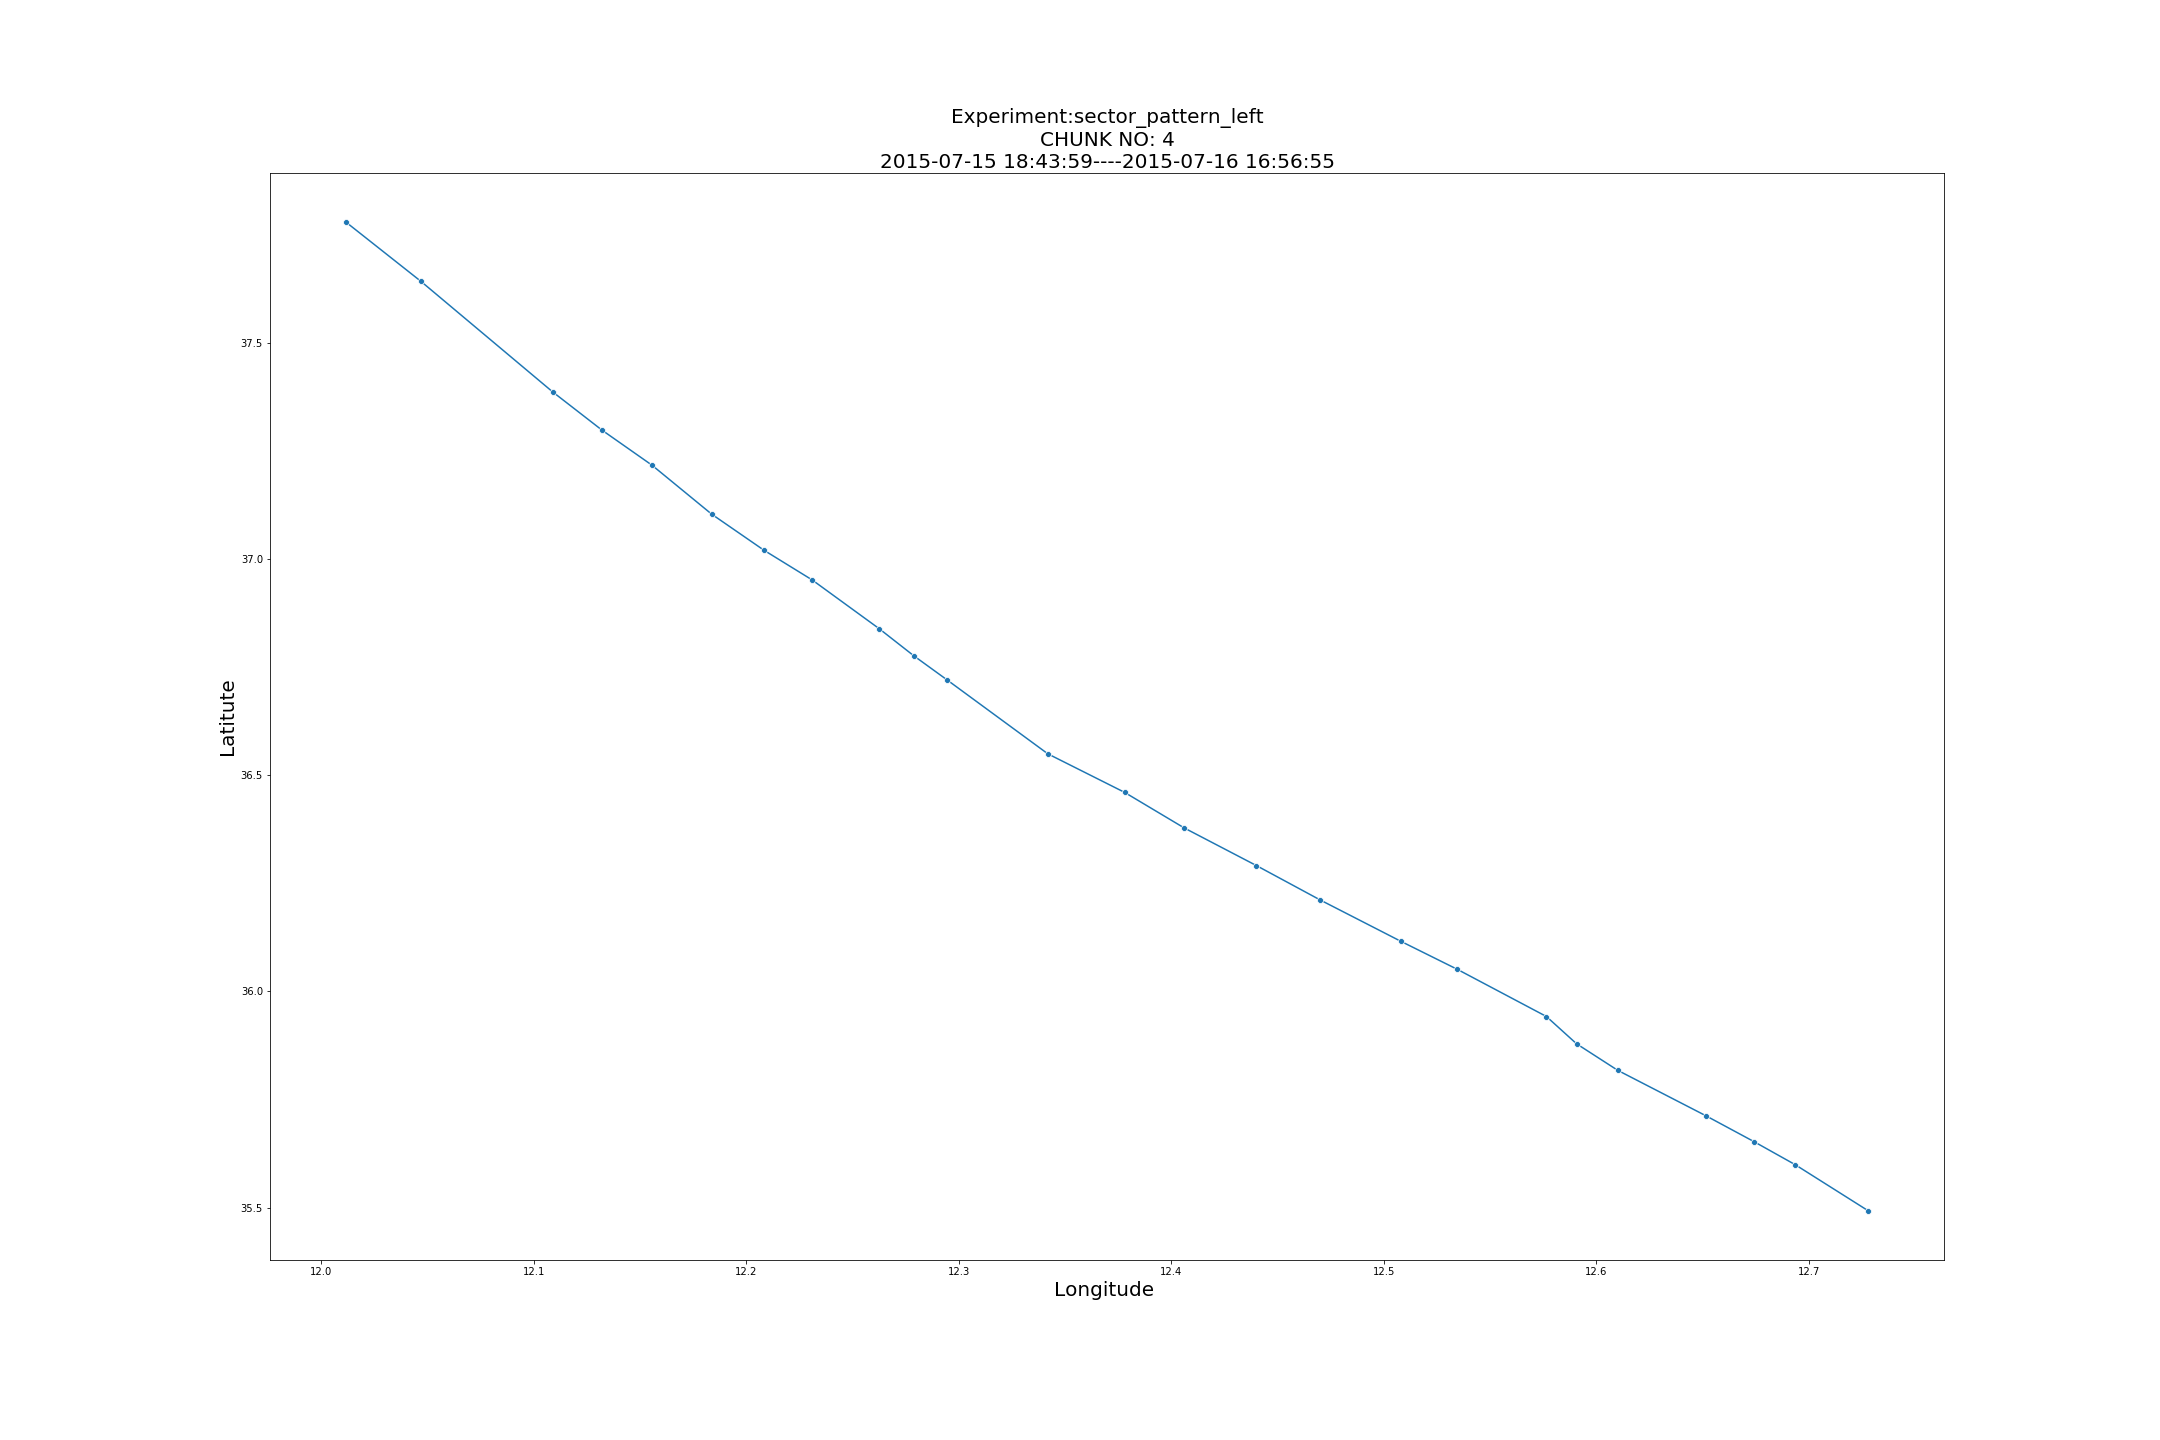 Experiment:sector_pattern_left
CHUNK NO: 4
2015-07-15 18:43:59----2015-07-16 16:56:55
Latitute
37.5
37.0
36.5
36.0
35.5
12.0 12.1 12.2 12.3 12.4 12.5 12.6 12.7
Longitude